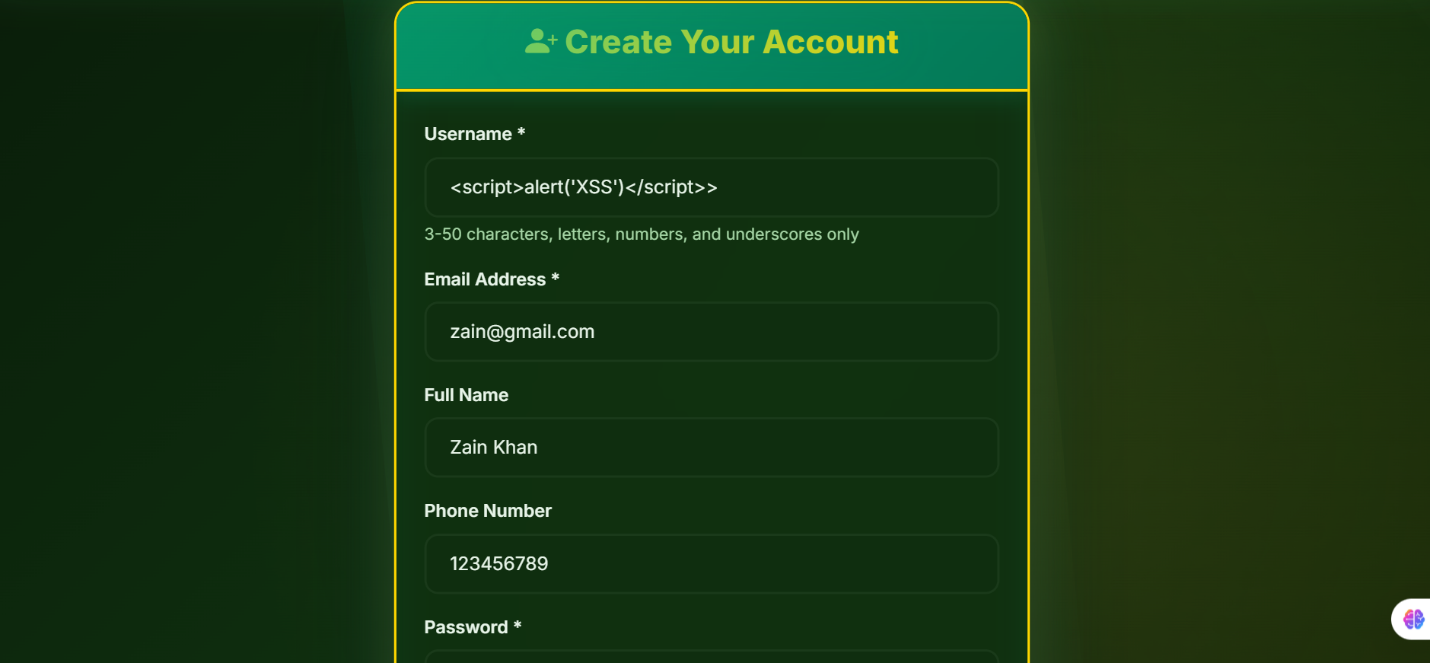 Create Your Account
Username *
<script>alert('XSS')</script>>
3-50 characters, letters, numbers, and underscores only
Email Address *
zain@gmail.com
Full Name
Zain Khan
Phone Number
123456789
Password *